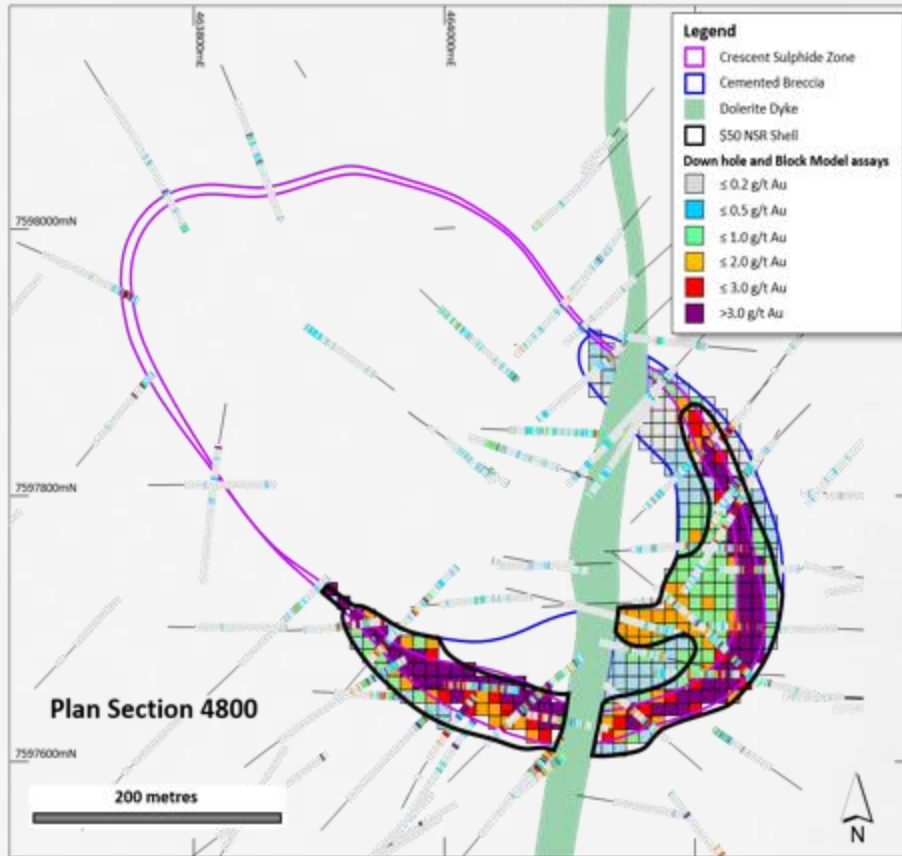 463800mE
464000mE
Legend
Crescent Sulphide Zone
Cemented Breccia
Dolerite Dyke
$50 NSR Shell
Down hole and Block Model assays
≤ 0.2 g/t Au
≤ 0.5 g/t Au
≤ 1.0 g/t Au
≤ 2.0 g/t Au
≤ 3.0 g/t Au
>3.0 g/t Au
7598000mN
7597800mN
Plan Section 4800
7597600mN
200 metres
N